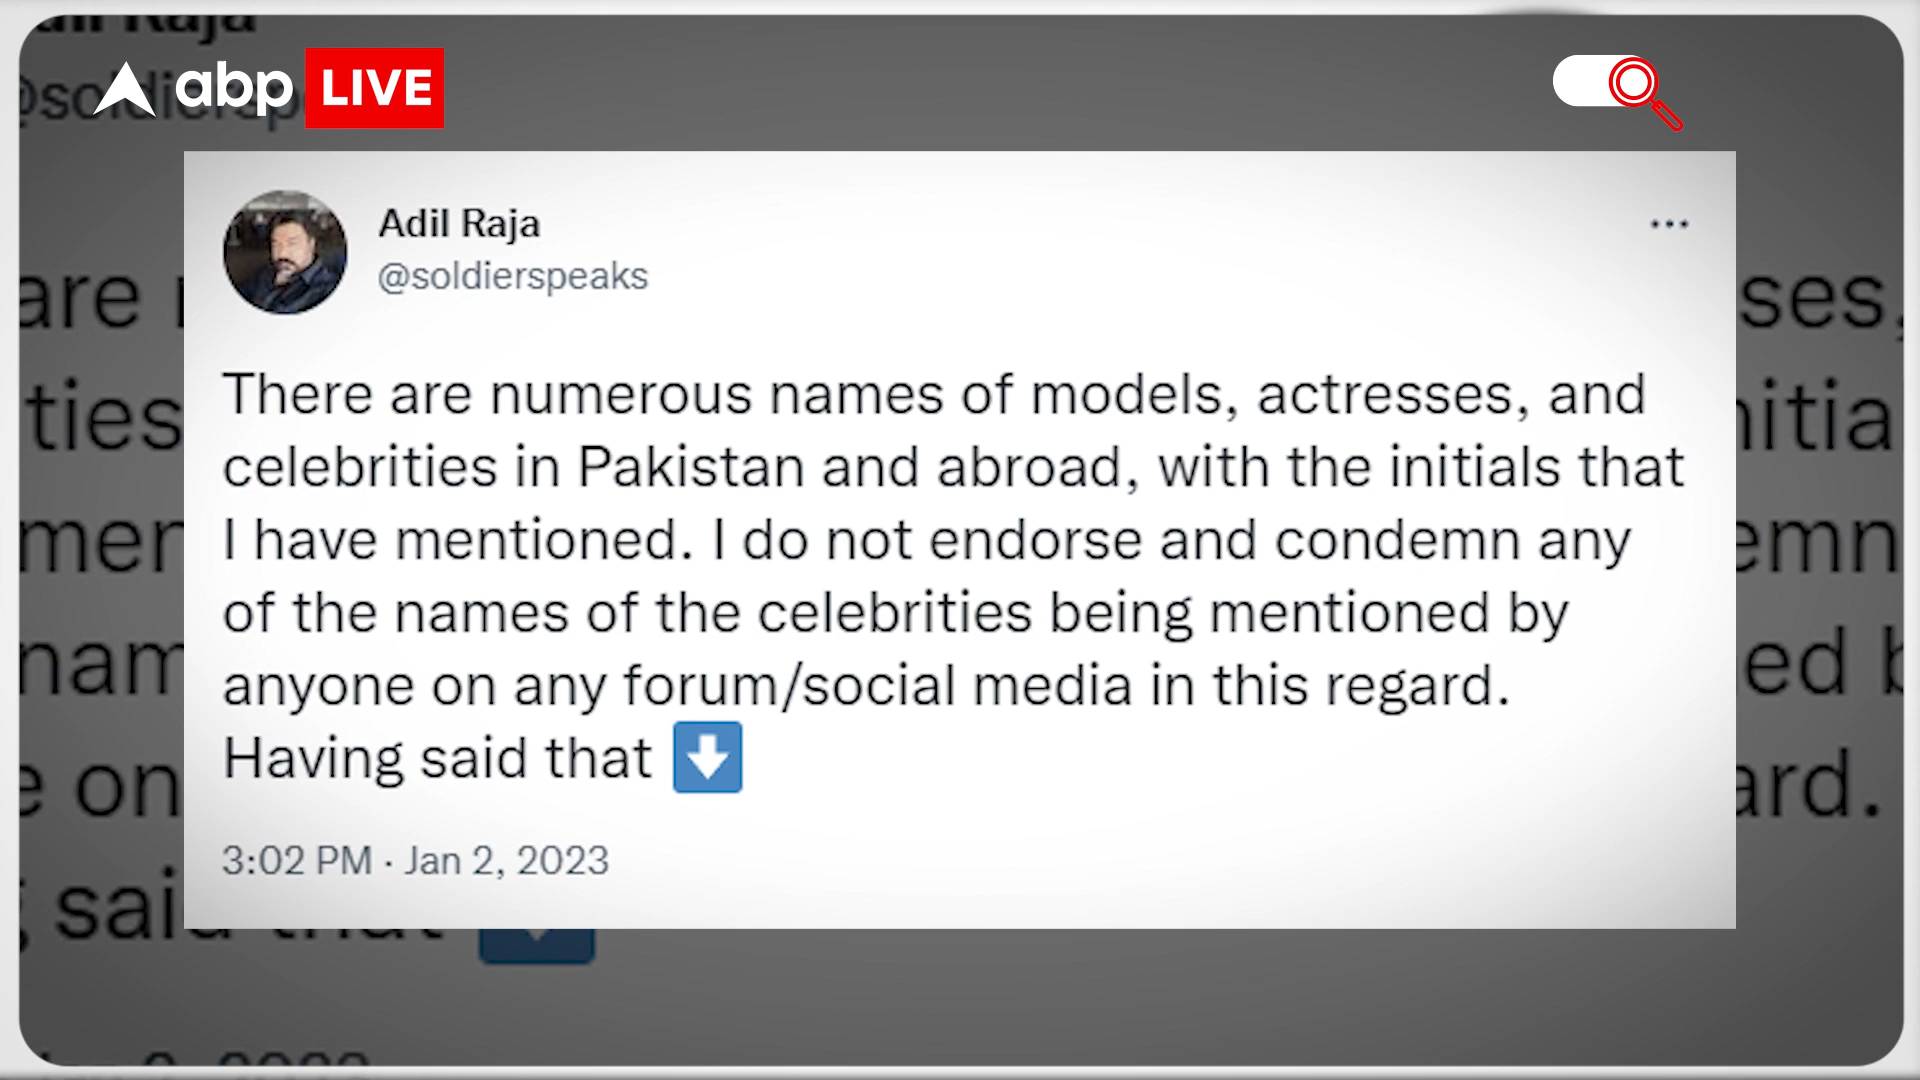 abp LIVE
Adil Raja
@soldierspeaks
There are numerous names of models, actresses, and
celebrities in Pakistan and abroad, with the initials that
I have mentioned. I do not endorse and condemn any
of the names of the celebrities being mentioned by
anyone on any forum/social media in this regard.
Having said that ⬇️
3:02 PM · Jan 2, 2023